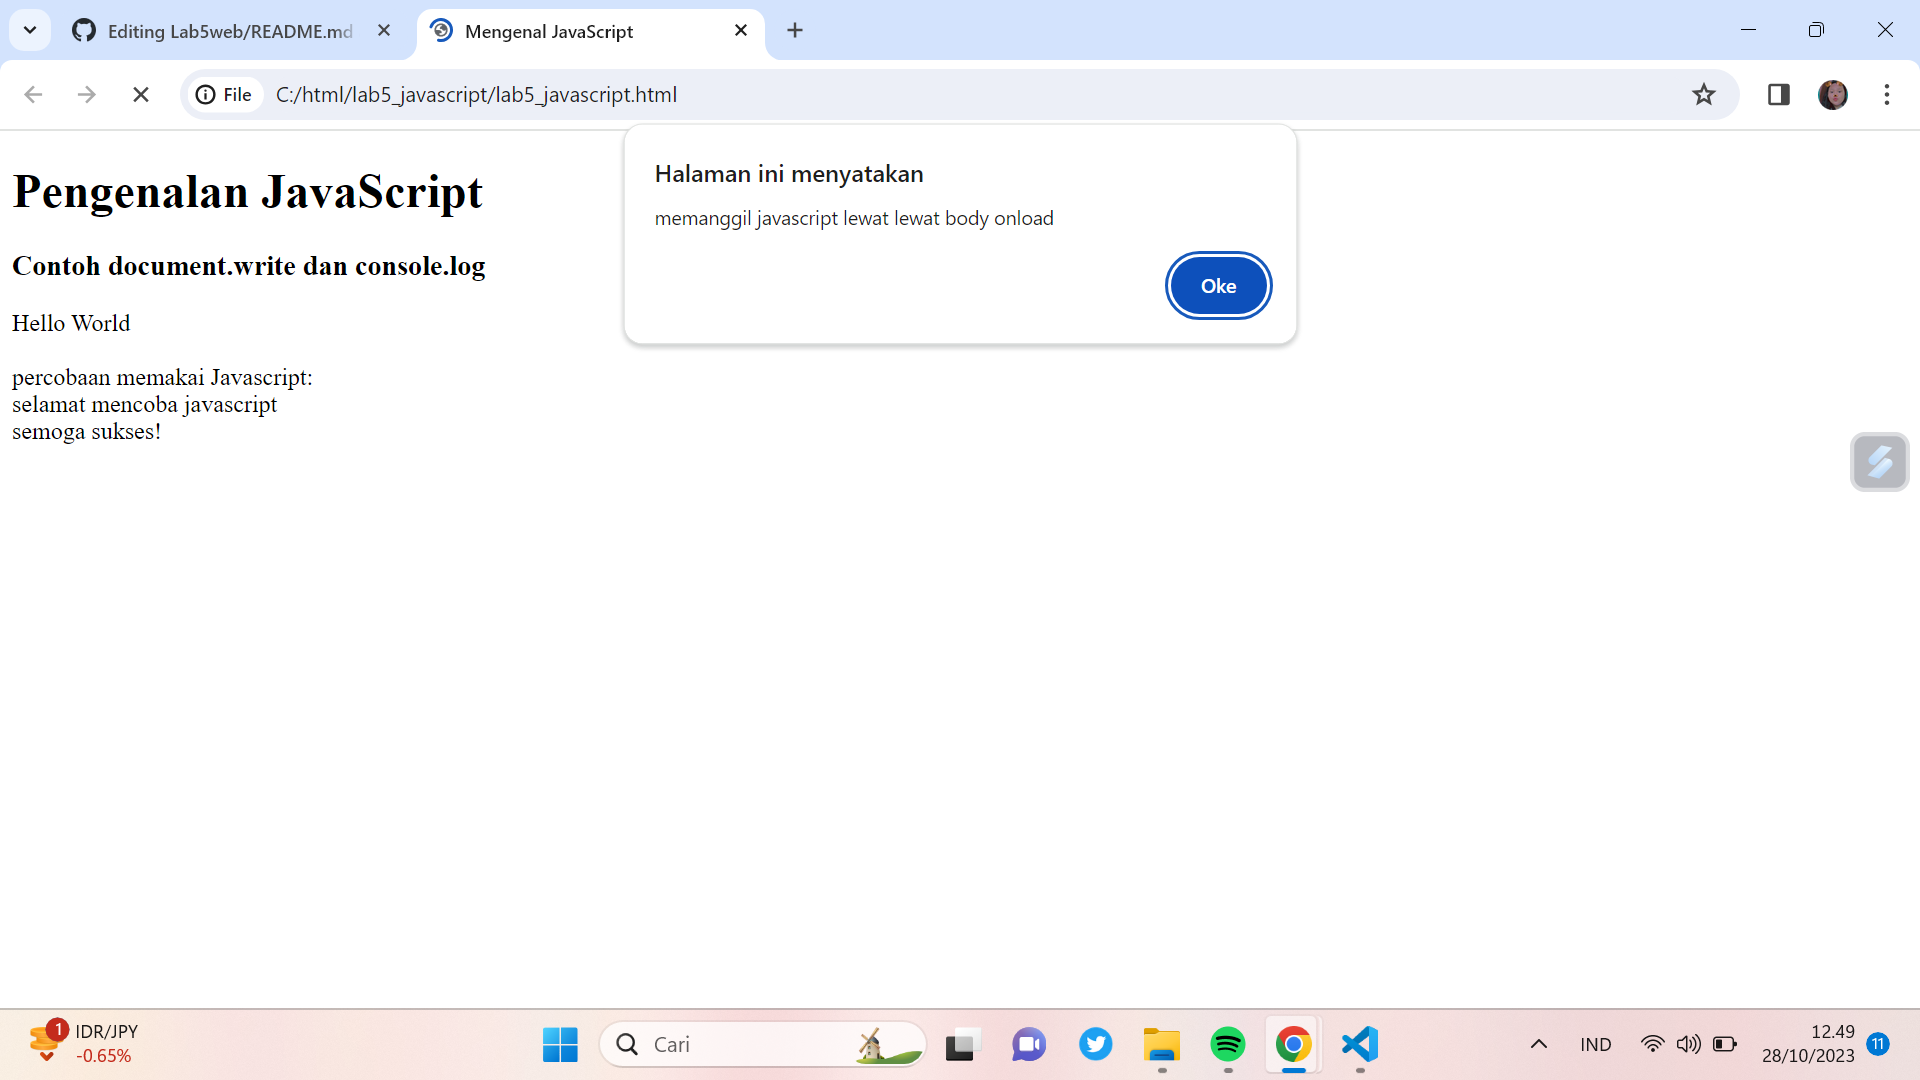 Editing Lab5web/README.md
Mengenal JavaScript
File
C:/html/lab5_javascript/lab5_javascript.html
Halaman ini menyatakan
memanggil javascript lewat lewat body onload
Oke
Pengenalan JavaScript
Contoh document.write dan console.log
Hello World
percobaan memakai Javascript:
selamat mencoba javascript
semoga sukses!
1
IDR/JPY
-0.65%
Cari
IND
12.49
28/10/2023
11